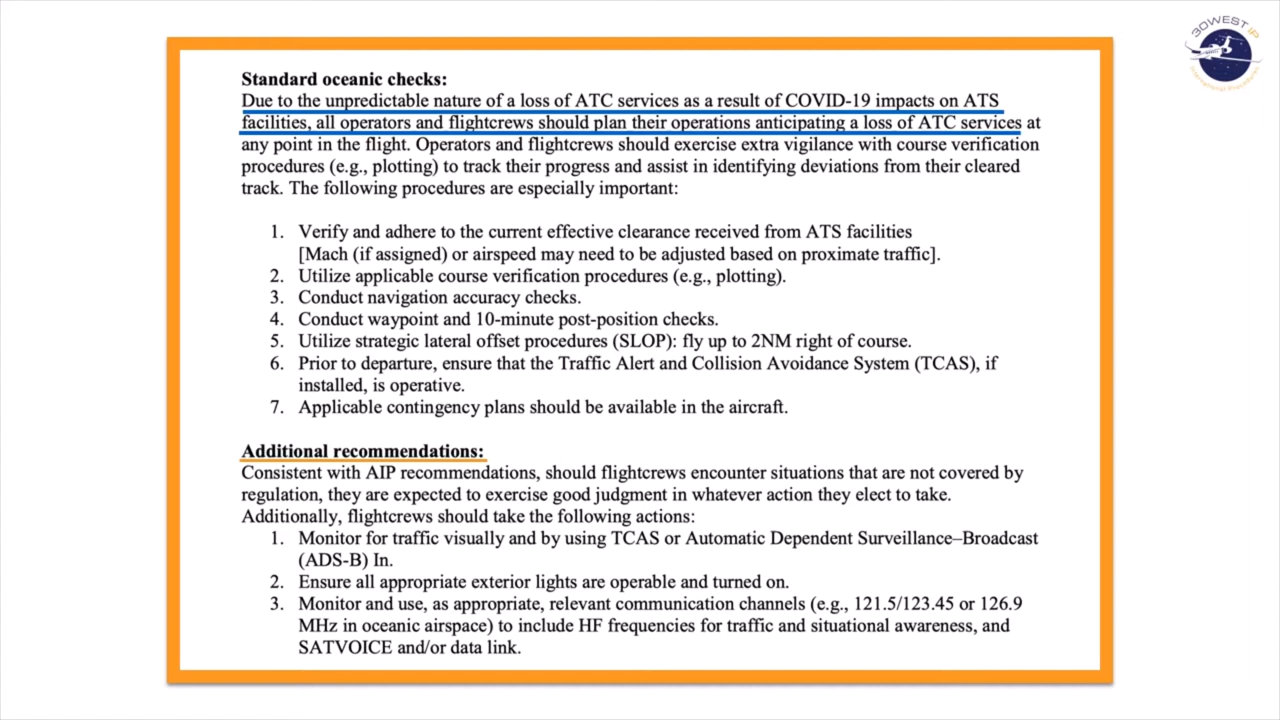 30WEST IP
International Procedures
Standard oceanic checks:
Due to the unpredictable nature of a loss of ATC services as a result of COVID-19 impacts on ATS
facilities, all operators and flightcrews should plan their operations anticipating a loss of ATC services at
any point in the flight. Operators and flightcrews should exercise extra vigilance with course verification
procedures (e.g., plotting) to track their progress and assist in identifying deviations from their cleared
track. The following procedures are especially important:
1. Verify and adhere to the current effective clearance received from ATS facilities
[Mach (if assigned) or airspeed may need to be adjusted based on proximate traffic].
2. Utilize applicable course verification procedures (e.g., plotting).
3. Conduct navigation accuracy checks.
4. Conduct waypoint and 10-minute post-position checks.
5. Utilize strategic lateral offset procedures (SLOP): fly up to 2NM right of course.
6. Prior to departure, ensure that the Traffic Alert and Collision Avoidance System (TCAS), if
installed, is operative.
7. Applicable contingency plans should be available in the aircraft.
Additional recommendations:
Consistent with AIP recommendations, should flightcrews encounter situations that are not covered by
regulation, they are expected to exercise good judgment in whatever action they elect to take.
Additionally, flightcrews should take the following actions:
1. Monitor for traffic visually and by using TCAS or Automatic Dependent Surveillance–Broadcast
(ADS-B) In.
2. Ensure all appropriate exterior lights are operable and turned on.
3. Monitor and use, as appropriate, relevant communication channels (e.g., 121.5/123.45 or 126.9
MHz in oceanic airspace) to include HF frequencies for traffic and situational awareness, and
SATVOICE and/or data link.